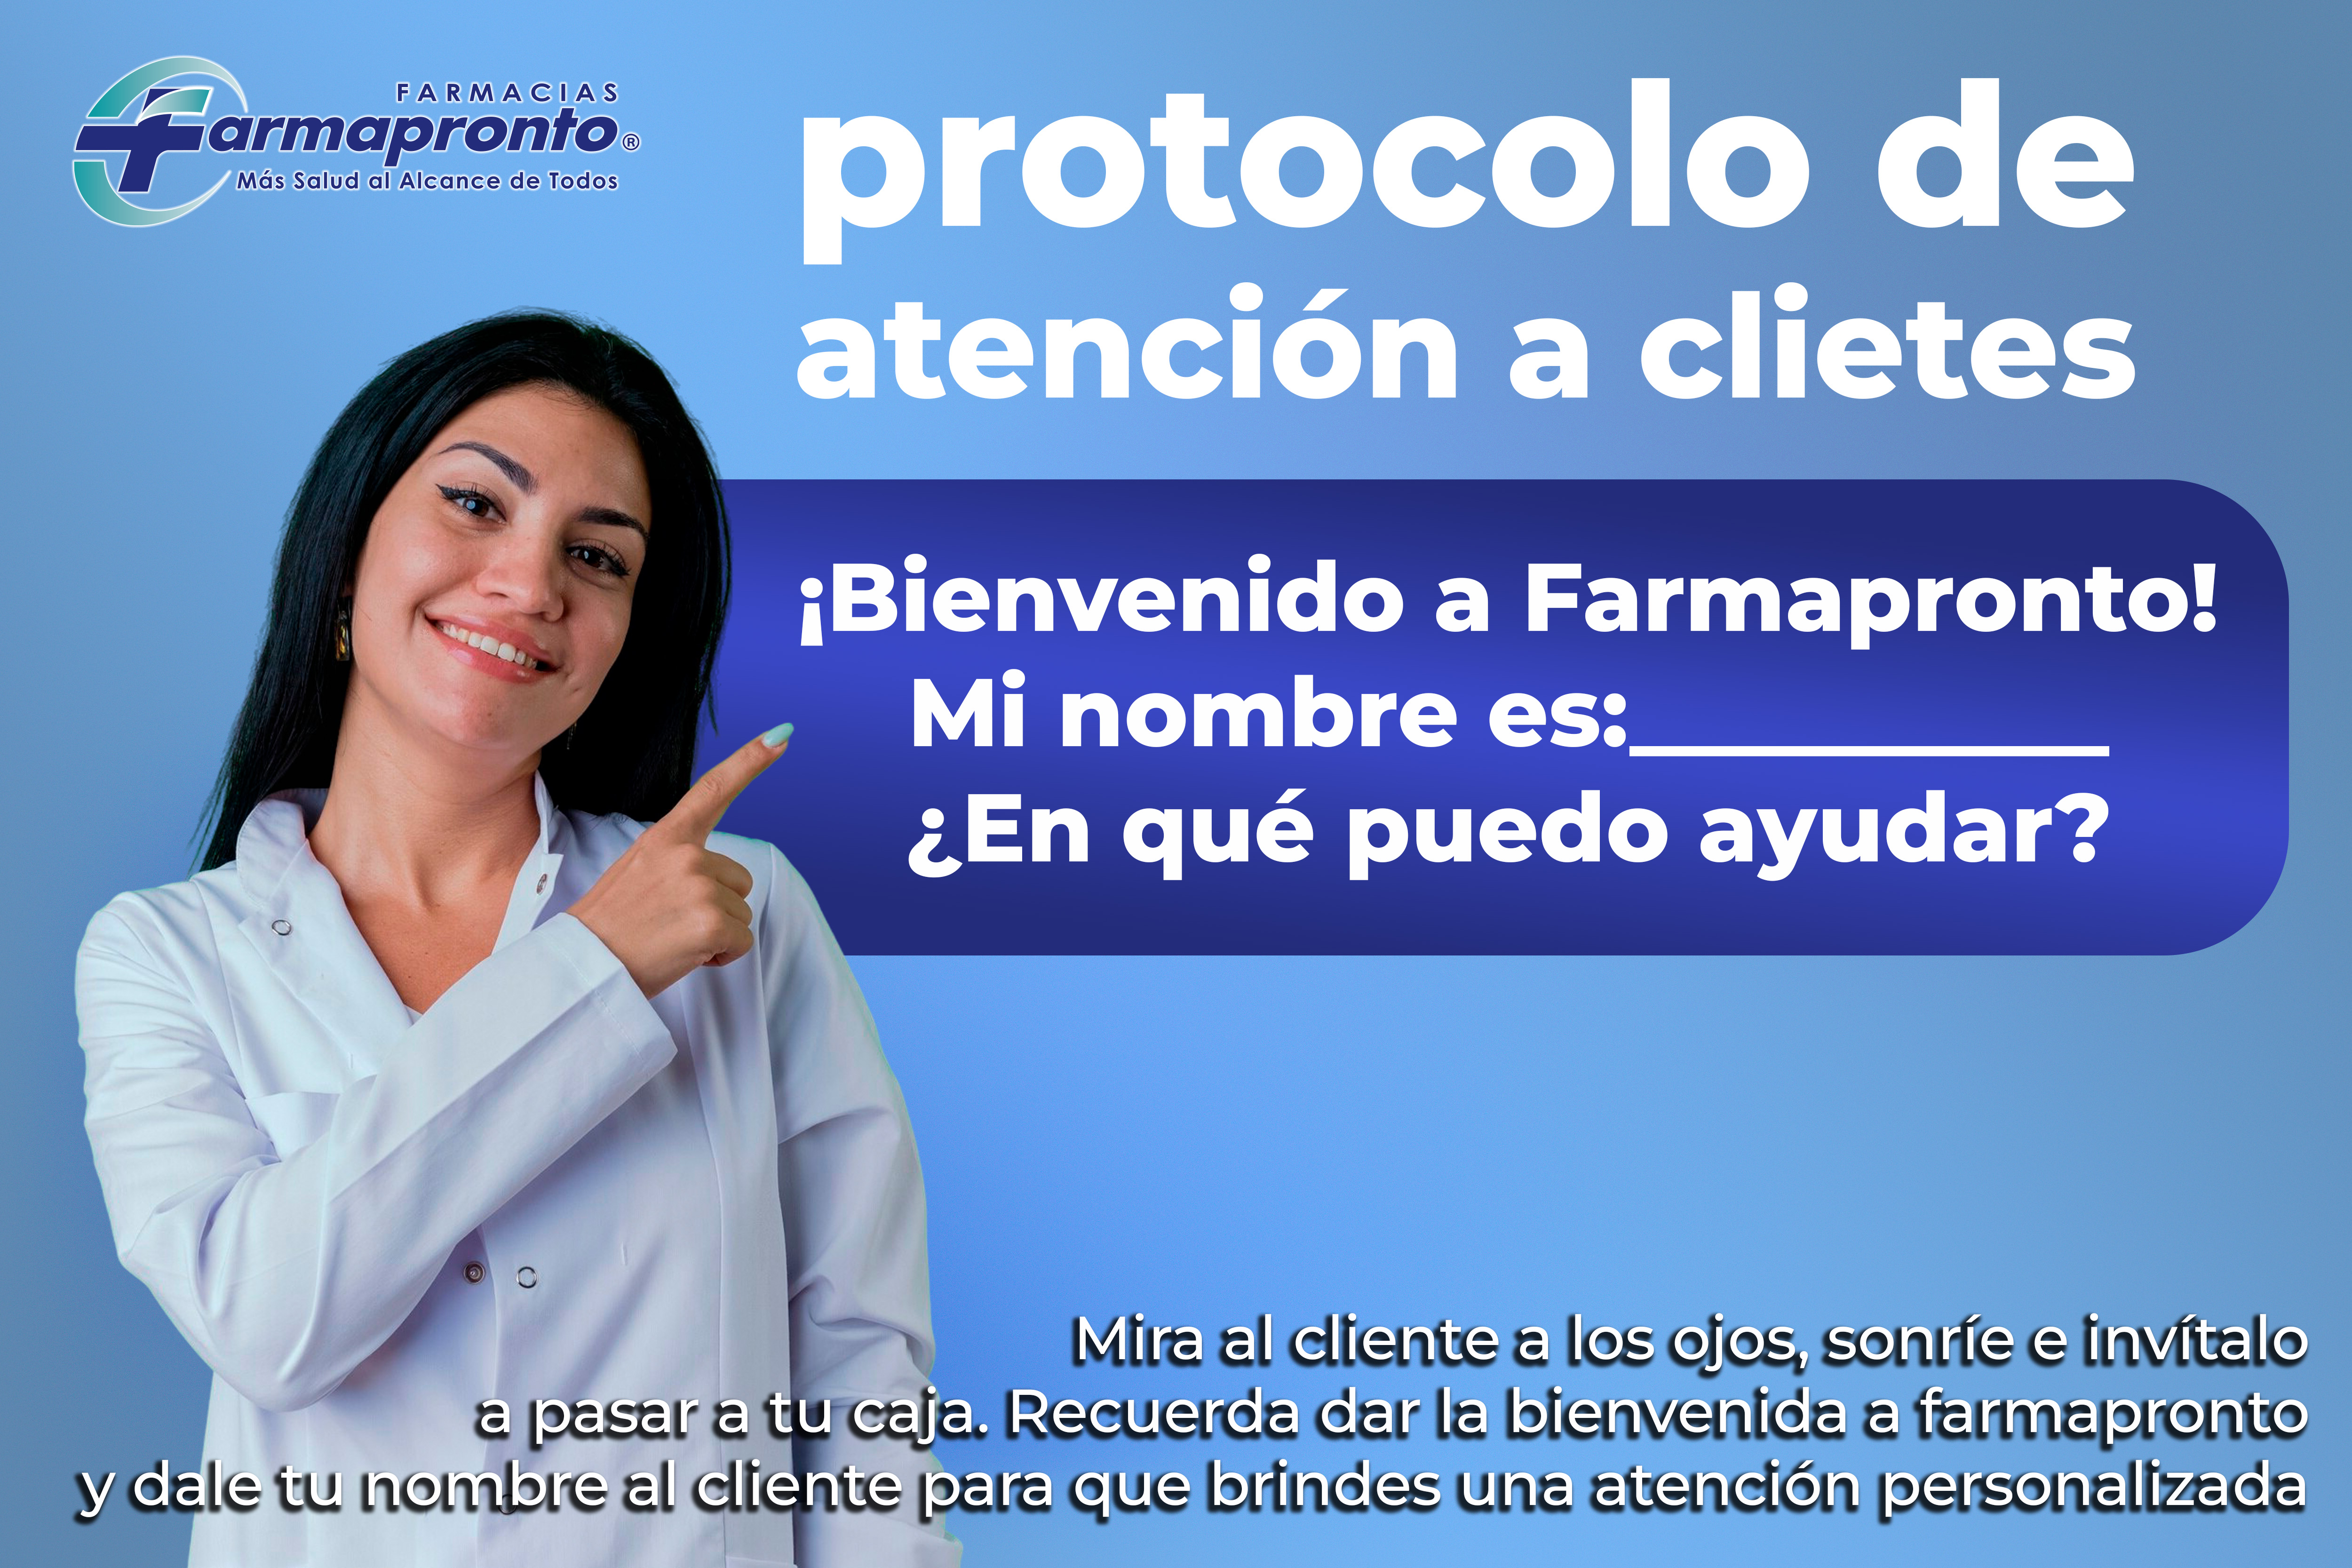 FARMACIAS
Farmapronto®
Más Salud al Alcance de Todos
protocolo de
atención a clietes
¡Bienvenido a Farmapronto!
Mi nombre es:__________
¿En qué puedo ayudar?
Mira al cliente a los ojos, sonríe e invítalo
a pasar a tu caja. Recuerda dar la bienvenida a farmapronto
y dale tu nombre al cliente para que brindes una atención personalizada